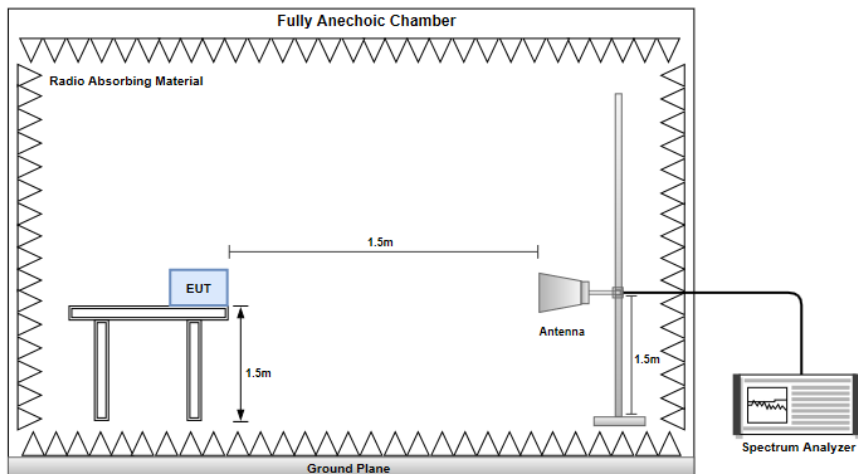 Fully Anechoic Chamber
Radio Absorbing Material
1.5m
EUT
Antenna
1.5m
1.5m
Spectrum Analyzer
Ground Plane